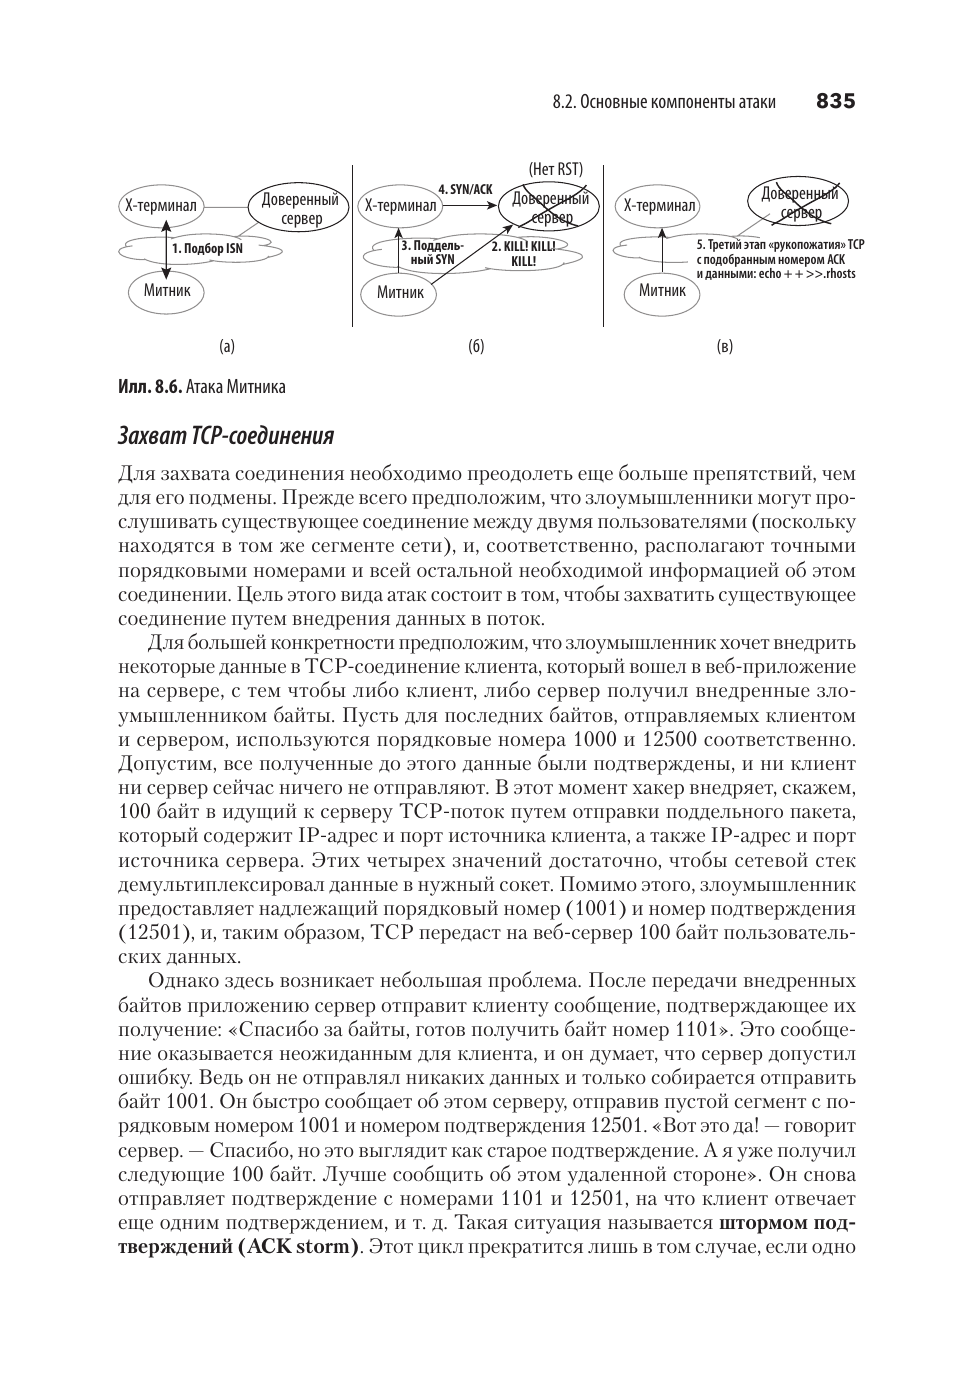 8.2. Основные компоненты атаки 835
(Нет RST)
X-терминал
Доверенный
сервер
1. Подбор ISN
Митник
X-терминал
4. SYN/ACK
Доверенный
сервер
3. Поддель-
ный SYN
2. KILL! KILL!
KILL!
Митник
X-терминал
Доверенный
сервер
5. Третий этап «рукопожатия» TCP
с подобранным номером ACK
и данными: echo + + >>.rhosts
Митник
(а)
(б)
(в)
Илл. 8.6. Атака Митника
Захват TCP-соединения
Для захвата соединения необходимо преодолеть еще больше препятствий, чем
для его подмены. Прежде всего предположим, что злоумышленники могут про-
слушивать существующее соединение между двумя пользователями (поскольку
находятся в том же сегменте сети), и, соответственно, располагают точными
порядковыми номерами и всей остальной необходимой информацией об этом
соединении. Цель этого вида атак состоит в том, чтобы захватить существующее
соединение путем внедрения данных в поток.
Для большей конкретности предположим, что злоумышленник хочет внедрить
некоторые данные в TCP-соединение клиента, который вошел в веб-приложение
на сервере, с тем чтобы либо клиент, либо сервер получил внедренные зло-
умышленником байты. Пусть для последних байтов, отправляемых клиентом
и сервером, используются порядковые номера 1000 и 12500 соответственно.
Допустим, все полученные до этого данные были подтверждены, и ни клиент
ни сервер сейчас ничего не отправляют. В этот момент хакер внедряет, скажем,
100 байт в идущий к серверу TCP-поток путем отправки поддельного пакета,
который содержит IP-адрес и порт источника клиента, а также IP-адрес и порт
источника сервера. Этих четырех значений достаточно, чтобы сетевой стек
демультиплексировал данные в нужный сокет. Помимо этого, злоумышленник
предоставляет надлежащий порядковый номер (1001) и номер подтверждения
(12501), и, таким образом, TCP передаст на веб-сервер 100 байт пользователь-
ских данных.
Однако здесь возникает небольшая проблема. После передачи внедренных
байтов приложению сервер отправит клиенту сообщение, подтверждающее их
получение: «Спасибо за байты, готов получить байт номер 1101». Это сообще-
ние оказывается неожиданным для клиента, и он думает, что сервер допустил
ошибку. Ведь он не отправлял никаких данных и только собирается отправить
байт 1001. Он быстро сообщает об этом серверу, отправив пустой сегмент с по-
рядковым номером 1001 и номером подтверждения 12501. «Вот это да! — говорит
сервер. — Спасибо, но это выглядит как старое подтверждение. А я уже получил
следующие 100 байт. Лучше сообщить об этом удаленной стороне». Он снова
отправляет подтверждение с номерами 1101 и 12501, на что клиент отвечает
еще одним подтверждением, и т. д. Такая ситуация называется штормом под-
тверждений (ACK storm). Этот цикл прекратится лишь в том случае, если одно